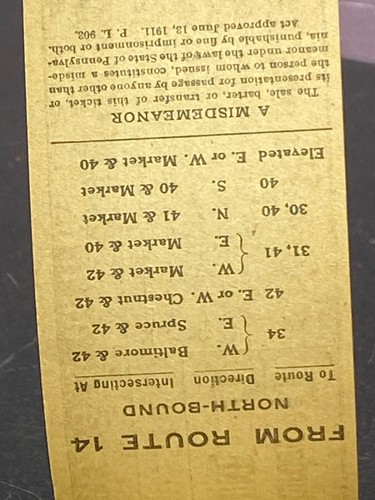 FROM ROUTE 14
NORTH-BOUND
To Route Direction Intersecting At
34 { W. Baltimore & 42
E. Spruce & 42
42 E. or W. Chestnut & 42
31, 41 { W. Market & 42
E. Market & 40
30, 40 N. 41 & Market
40 S. 40 & Market
Elevated E. or W. Market & 40
A MISDEMEANOR
The sale, barter, or transfer of this ticket, or
its presentation for passage by anyone other than
the person to whom issued, constitutes a misde-
meanor under the laws of the State of Pennsylva-
nia, punishable by fine or imprisonment or both.
Act approved June 13, 1911. P. L. 902.